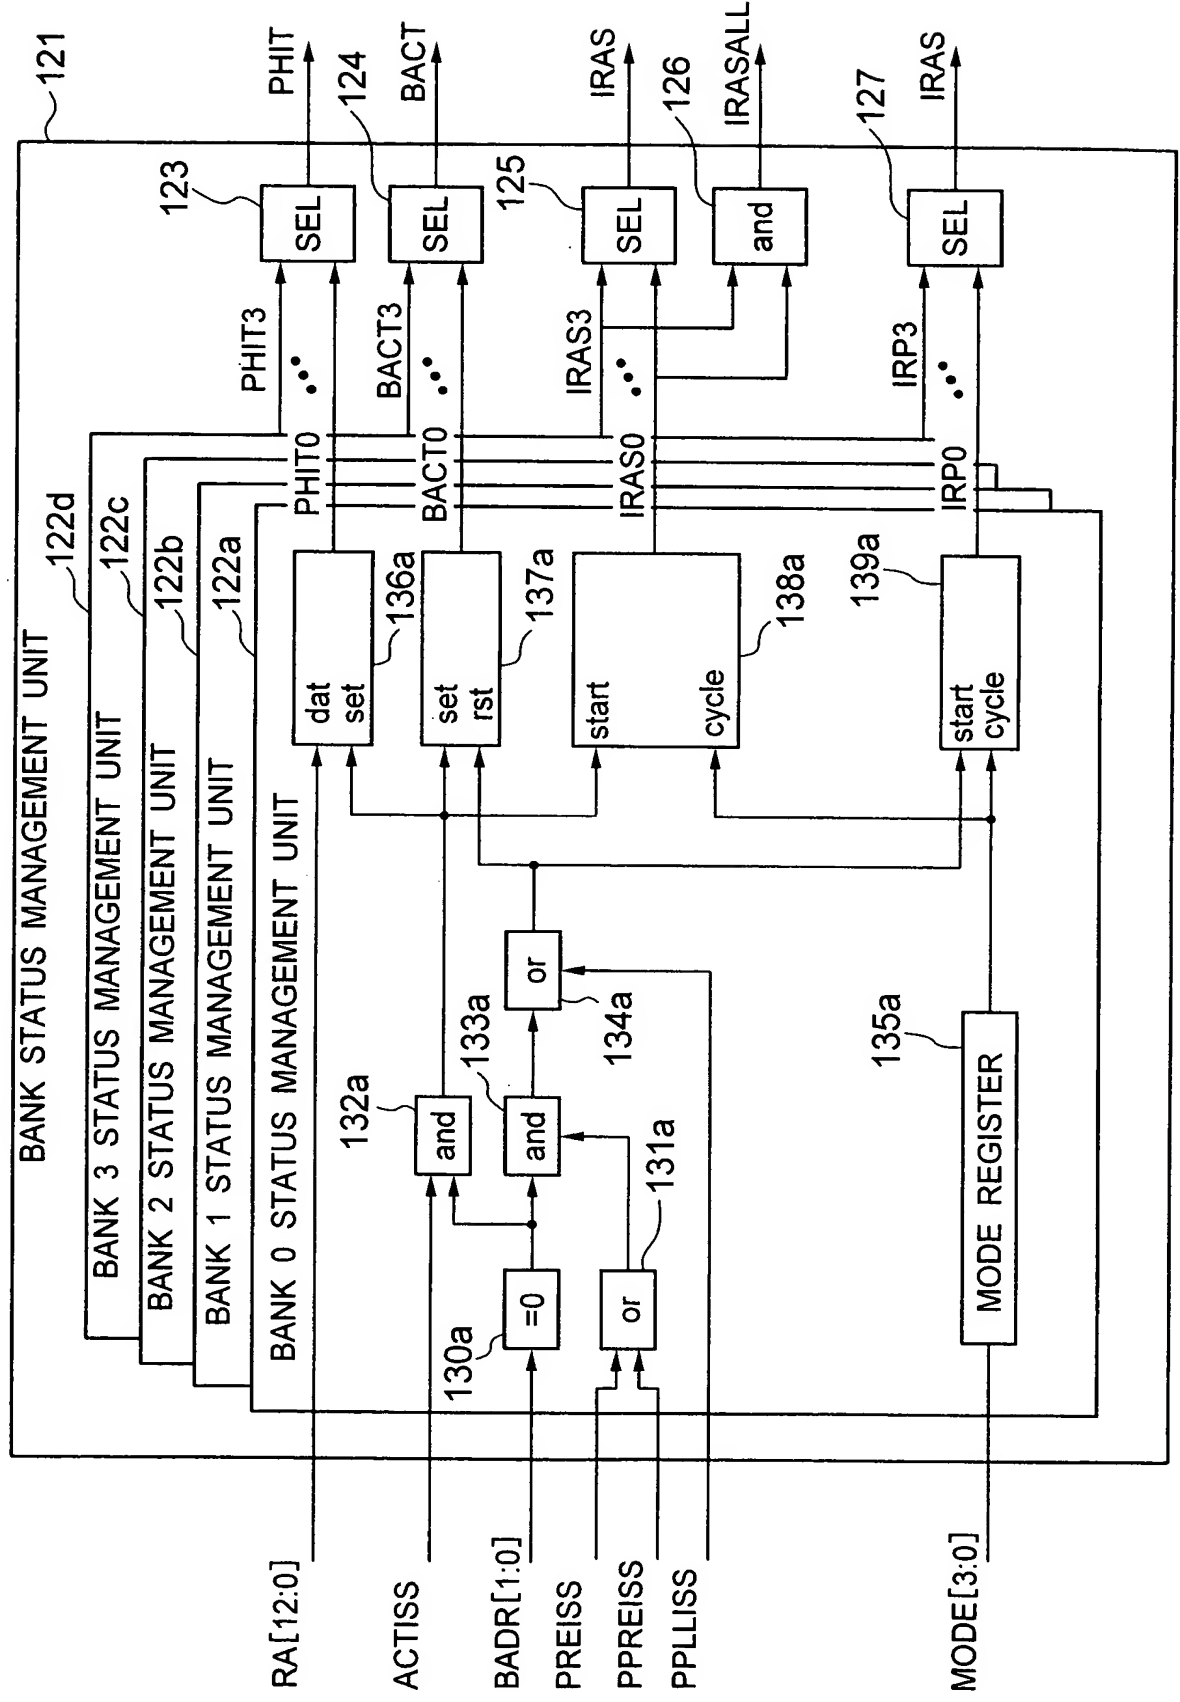 BANK STATUS MANAGEMENT UNIT
121
BANK 3 STATUS MANAGEMENT UNIT
122d
BANK 2 STATUS MANAGEMENT UNIT
122c
BANK 1 STATUS MANAGEMENT UNIT
122b
BANK 0 STATUS MANAGEMENT UNIT
122a
RA[12:0]
dat
set
136a
PHIT0
PHIT3
SEL
123
PHIT
ACTISS
and
132a
set
rst
137a
BACT0
BACT3
SEL
124
BACT
BADR[1:0]
=0
130a
and
133a
or
134a
PREISS
PPREISS
or
131a
PPLLISS
start
cycle
138a
IRAS0
IRAS3
SEL
125
IRAS
and
126
IRASALL
MODE[3:0]
MODE REGISTER
135a
start
cycle
139a
IRP0
IRP3
SEL
127
IRAS